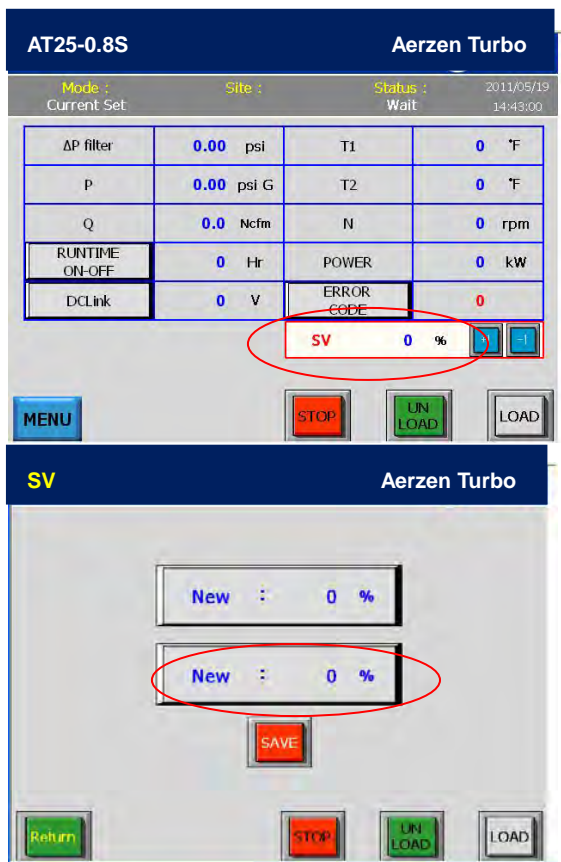 AT25-0.8S Aerzen Turbo
Mode : Site : Status : 2011/05/19
Current Set Wait 14:43:00
ΔP filter 0.00 psi T1 0 °F
P 0.00 psi G T2 0 °F
Q 0.0 Ncfm N 0 rpm
RUNTIME
ON-OFF 0 Hr POWER 0 kW
DCLink 0 V ERROR
CODE 0
SV 0 % +1 -1
MENU STOP UN
LOAD LOAD
SV Aerzen Turbo
New : 0 %
New : 0 %
SAVE
Return STOP UN
LOAD LOAD